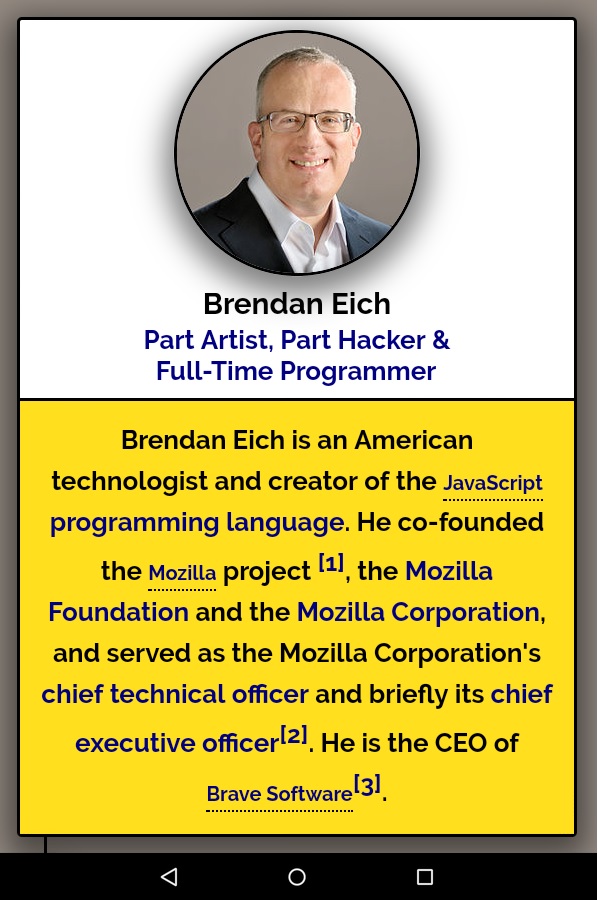 Brendan Eich
Part Artist, Part Hacker &
Full-Time Programmer
Brendan Eich is an American
technologist and creator of the JavaScript
programming language. He co-founded
the Mozilla project [1], the Mozilla
Foundation and the Mozilla Corporation,
and served as the Mozilla Corporation's
chief technical officer and briefly its chief
executive officer[2]. He is the CEO of
Brave Software[3].